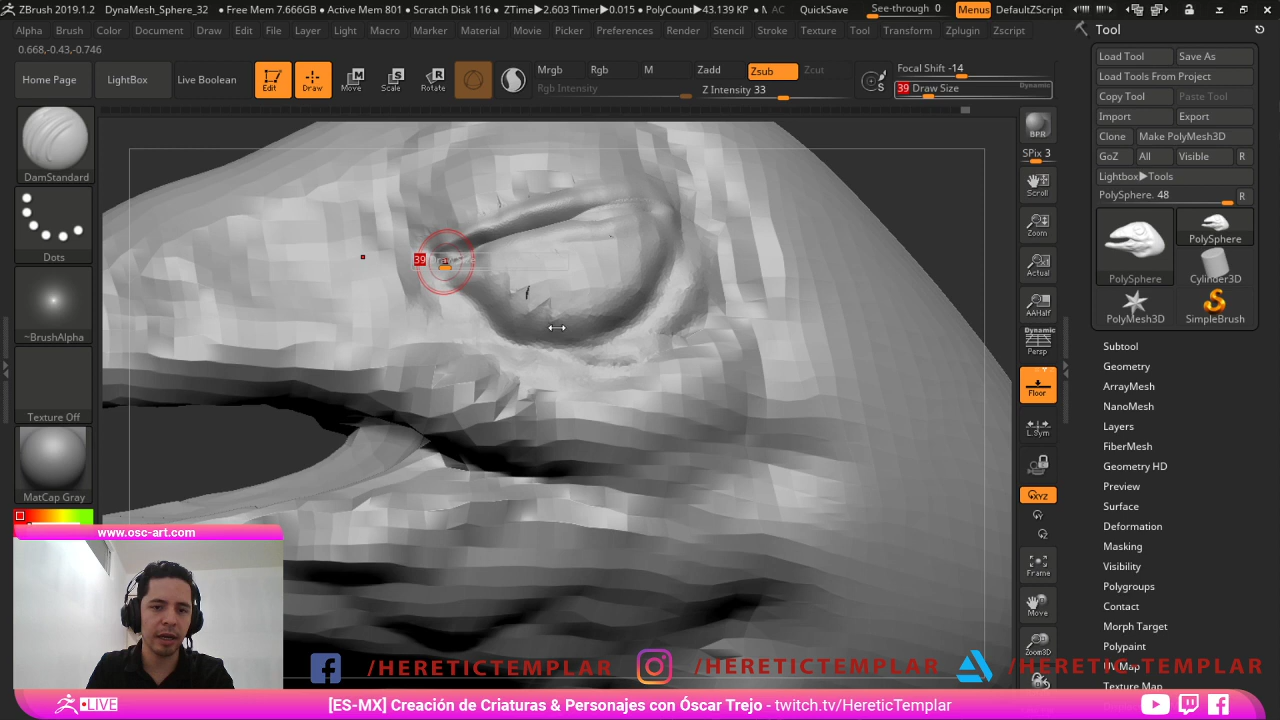 ZBrush 2019.1.2 DynaMesh_Sphere_32 • Free Mem 7.666GB • Active Mem 801 • Scratch Disk 116 • ZTime▶2.603 Timer▶0.015 • PolyCount▶43.139 KP • M AC QuickSave See-through 0 Menus DefaultZScript
Alpha Brush Color Document Draw Edit File Layer Light Macro Marker Material Movie Picker Preferences Render Stencil Stroke Texture Tool Transform Zplugin Zscript
0.668,-0.43,-0.746
Home Page LightBox Live Boolean Edit Draw Move Scale Rotate
Mrgb Rgb M Zadd Zsub Zcut
Rgb Intensity Z Intensity 33
Focal Shift -14
39 Draw Size Dynamic
DamStandard
Dots
~BrushAlpha
Texture Off
MatCap Gray
39
BPR
SPix 3
Scroll
Zoom
Actual
AAHalf
Dynamic
Persp
Floor
L.Sym
XYZ
Y
Z
Frame
Move
Zoom3D
Tool
Load Tool Save As
Load Tools From Project
Copy Tool Paste Tool
Import Export
Clone Make PolyMesh3D
GoZ All Visible R
Lightbox▶Tools
PolySphere. 48 R
PolySphere PolySphere
Cylinder3D
PolyMesh3D SimpleBrush
Subtool
Geometry
ArrayMesh
NanoMesh
Layers
FiberMesh
Geometry HD
Preview
Surface
Deformation
Masking
Visibility
Polygroups
Contact
Morph Target
Polypaint
UV Map
Texture Map
www.osc-art.com
/HERETICTEMPLAR /HERETICTEMPLAR /HERETICTEMPLAR
LIVE
[ES-MX] Creación de Criaturas & Personajes con Óscar Trejo - twitch.tv/HereticTemplar